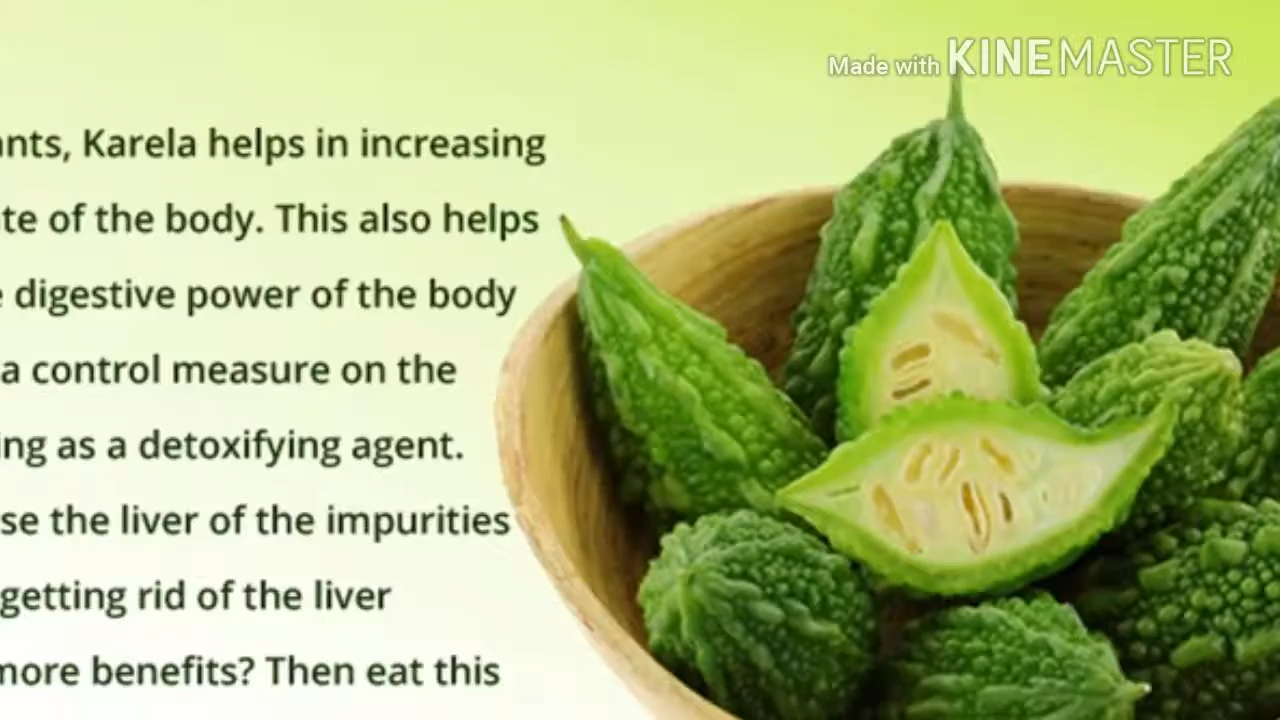 Made with KINEMASTER
ants, Karela helps in increasing
te of the body. This also helps
digestive power of the body
a control measure on the
ing as a detoxifying agent.
se the liver of the impurities
getting rid of the liver
more benefits? Then eat this